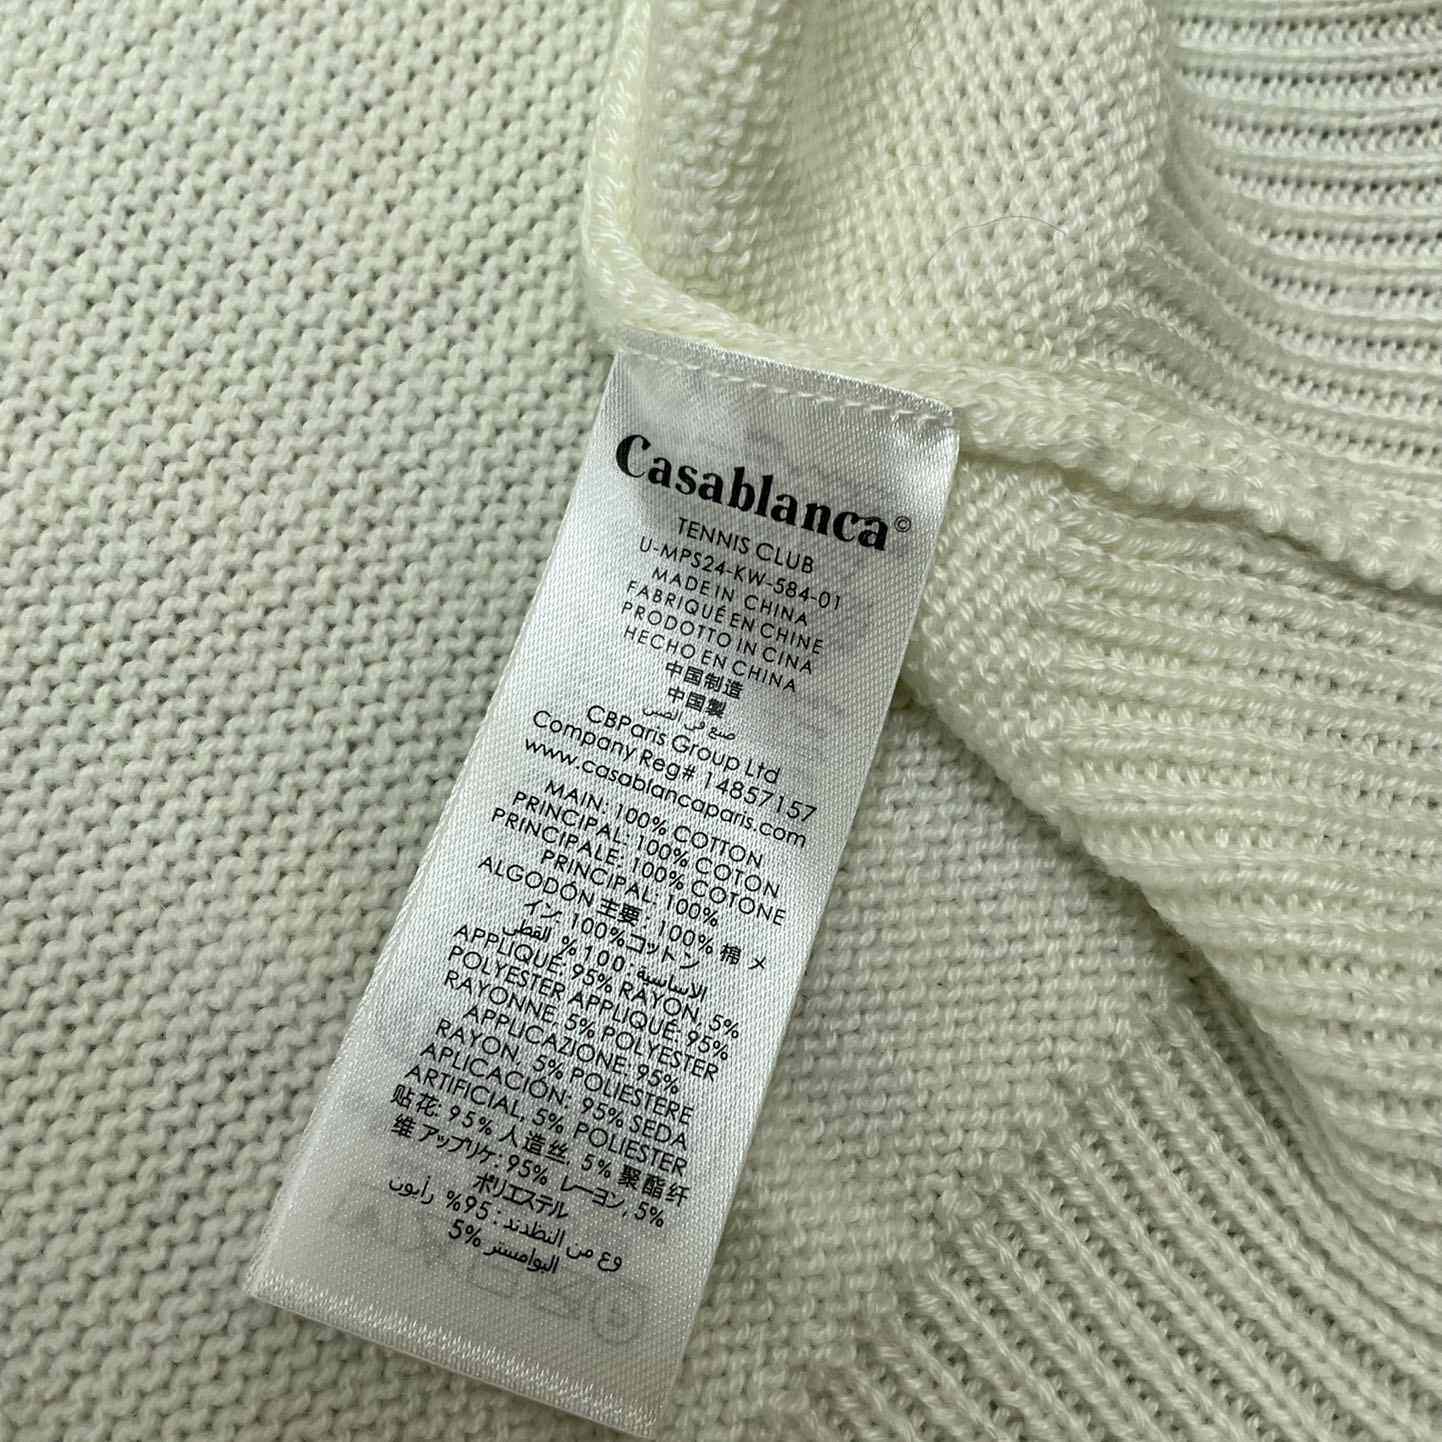 Casablanca©
TENNIS CLUB
U-MPS24-KW-584-01
MADE IN CHINA
FABRIQUÉ EN CHINE
PRODOTTO IN CINA
HECHO EN CHINA
中国制造
中国製
صنع في الصين
CBParis Group Ltd
Company Reg# 14857157
www.casablancaparis.com
MAIN: 100% COTTON
PRINCIPAL: 100% COTON
PRINCIPALE: 100% COTONE
PRINCIPAL: 100%
ALGODÓN 主要: 100% 棉 メ
イン: 100%コットン
الاساسية: 100% القطن
APPLIQUÉ: 95% RAYON, 5%
POLYESTER APPLIQUÉ: 95%
RAYONNE, 5% POLYESTER
APPLICAZIONE: 95%
RAYON, 5% POLIESTERE
APLICACIÓN: 95% SEDA
ARTIFICIAL, 5% POLIESTER
贴花: 95% 人造丝, 5% 聚酯纤
维 アップリケ: 95% レーヨン, 5%
ポリエステル
وع من النظدند: 95% رأيون
5% البوامستر